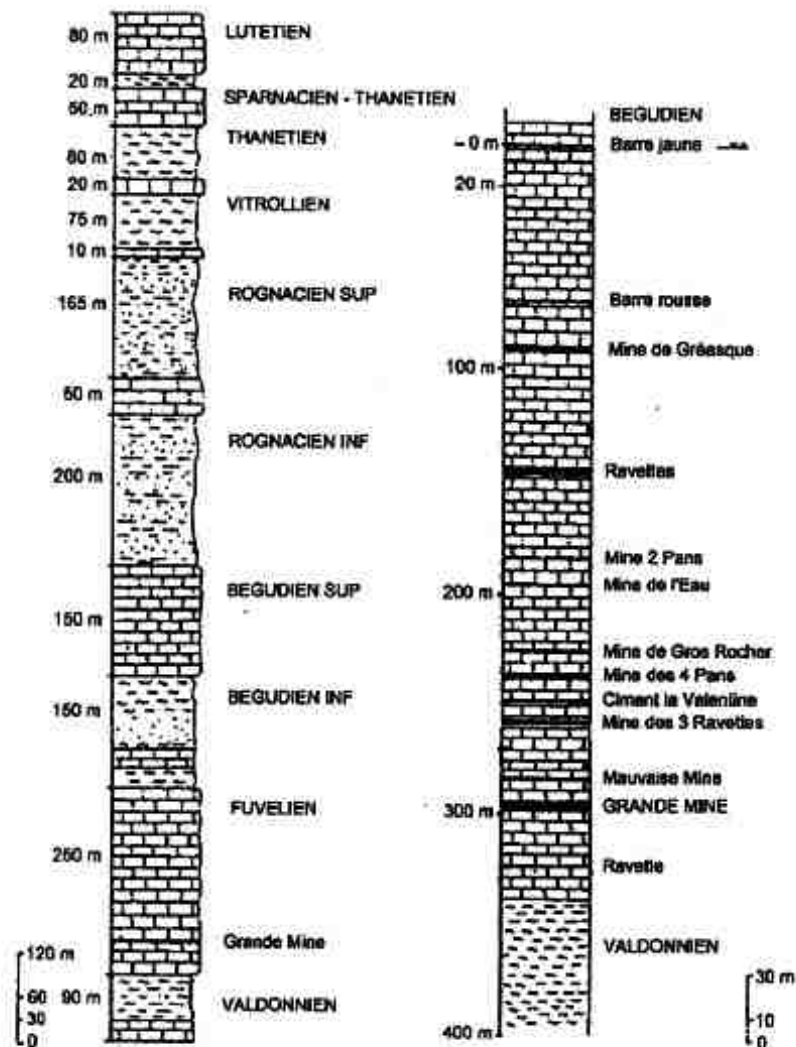 80 m
LUTETIEN
20 m
50 m
SPARNACIEN - THANETIEN
THANETIEN
60 m
20 m
VITROLLIEN
75 m
10 m
ROGNACIEN SUP
165 m
50 m
ROGNACIEN INF
200 m
BEGUDIEN SUP
150 m
BEGUDIEN INF
150 m
FUVELIEN
250 m
Grande Mine
VALDONNIEN
90 m
120 m
60
30
0
BEGUDIEN
– 0 m
Barre jaune
20 m
Barre rousse
Mine de Gréasque
100 m
Ravettes
Mine 2 Pans
Mine de l'Eau
200 m
Mine de Gros Rocher
Mine des 4 Pans
Ciment la Valentine
Mine des 3 Ravettes
Mauvaise Mine
GRANDE MINE
300 m
Ravette
VALDONNIEN
400 m
30 m
10
0